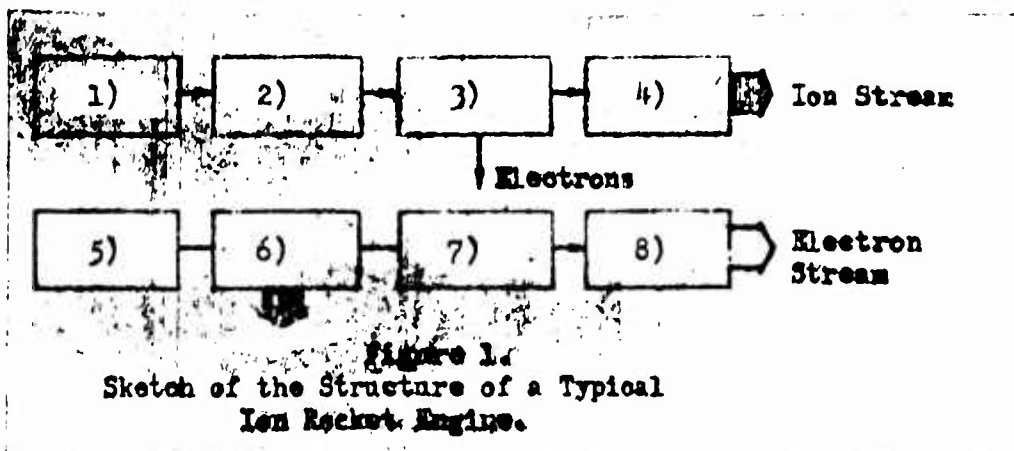 1) 2) 3) 4) Ion Stream
Electrons
5) 6) 7) 8) Electron
Stream
Figure 1.
Sketch of the Structure of a Typical
Ion Rocket Engine.